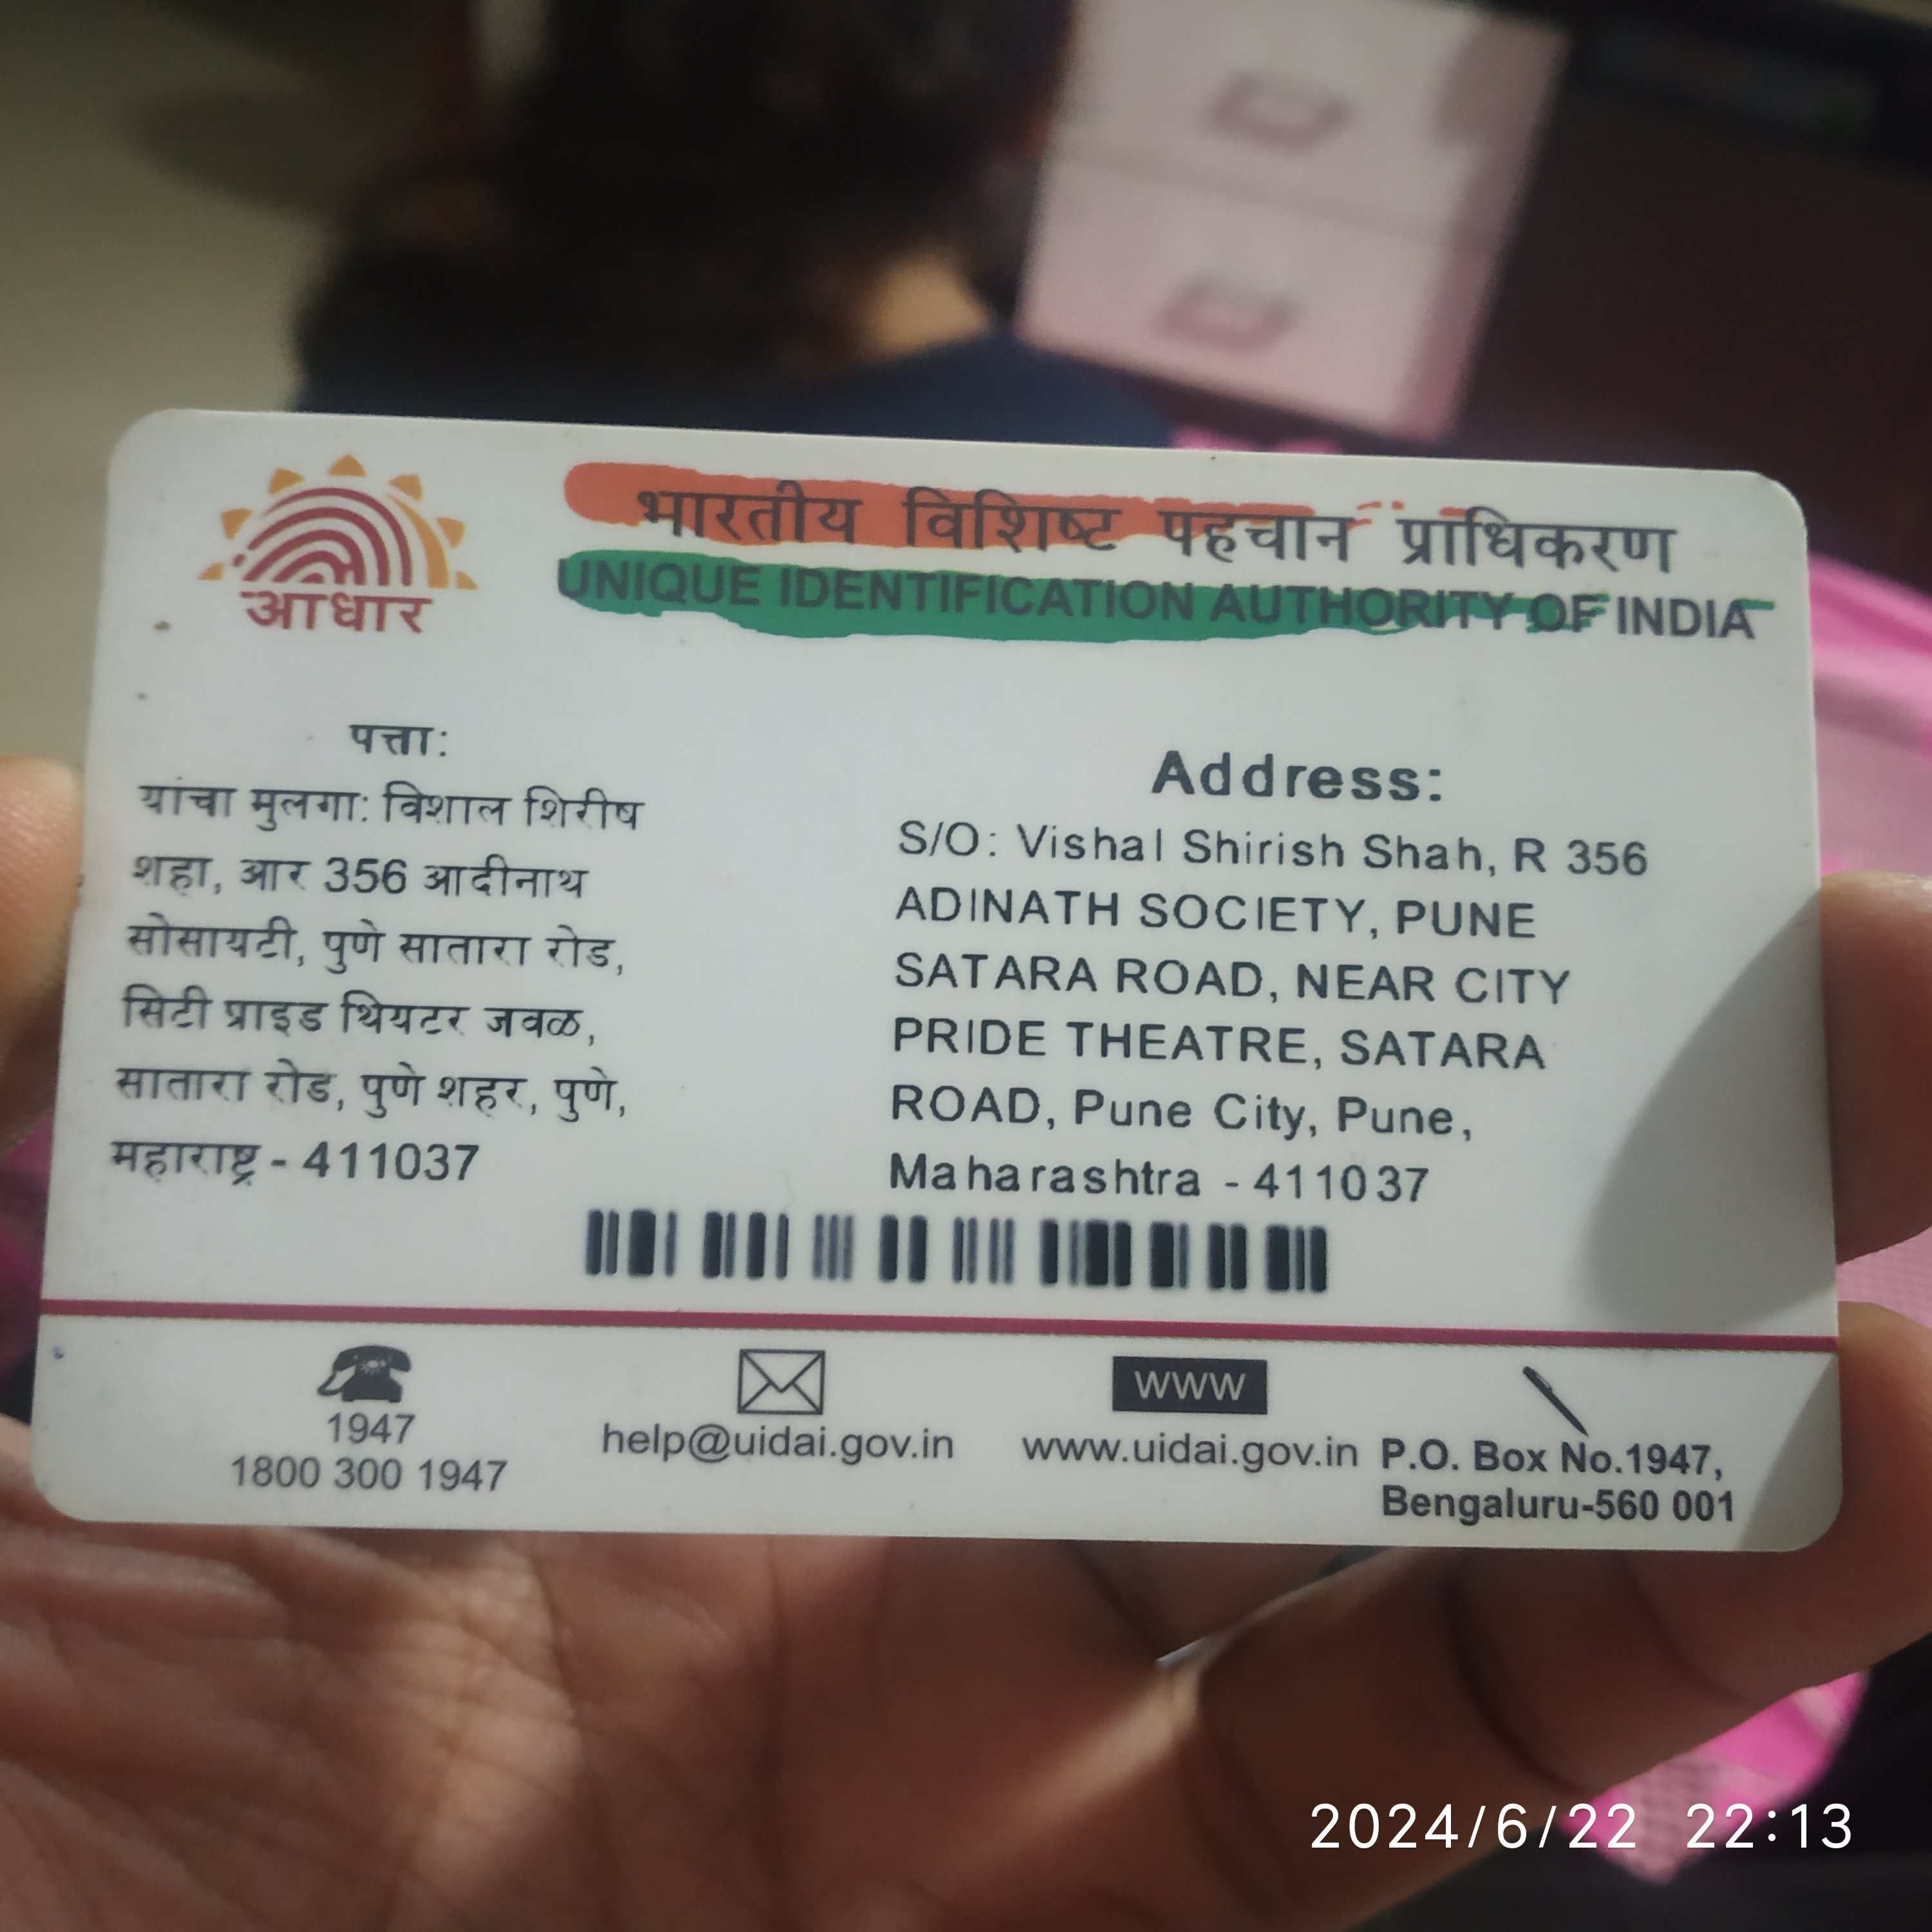 आधार
भारतीय विशिष्ट पहचान प्राधिकरण
UNIQUE IDENTIFICATION AUTHORITY OF INDIA
पत्ता:
यांचा मुलगा: विशाल शिरीष
शहा, आर 356 आदीनाथ
सोसायटी, पुणे सातारा रोड,
सिटी प्राइड थियटर जवळ,
सातारा रोड, पुणे शहर, पुणे,
महाराष्ट्र - 411037
Address:
S/O: Vishal Shirish Shah, R 356
ADINATH SOCIETY, PUNE
SATARA ROAD, NEAR CITY
PRIDE THEATRE, SATARA
ROAD, Pune City, Pune,
Maharashtra - 411037
1947
1800 300 1947
help@uidai.gov.in
www
www.uidai.gov.in
P.O. Box No.1947,
Bengaluru-560 001
2024/6/22 22:13